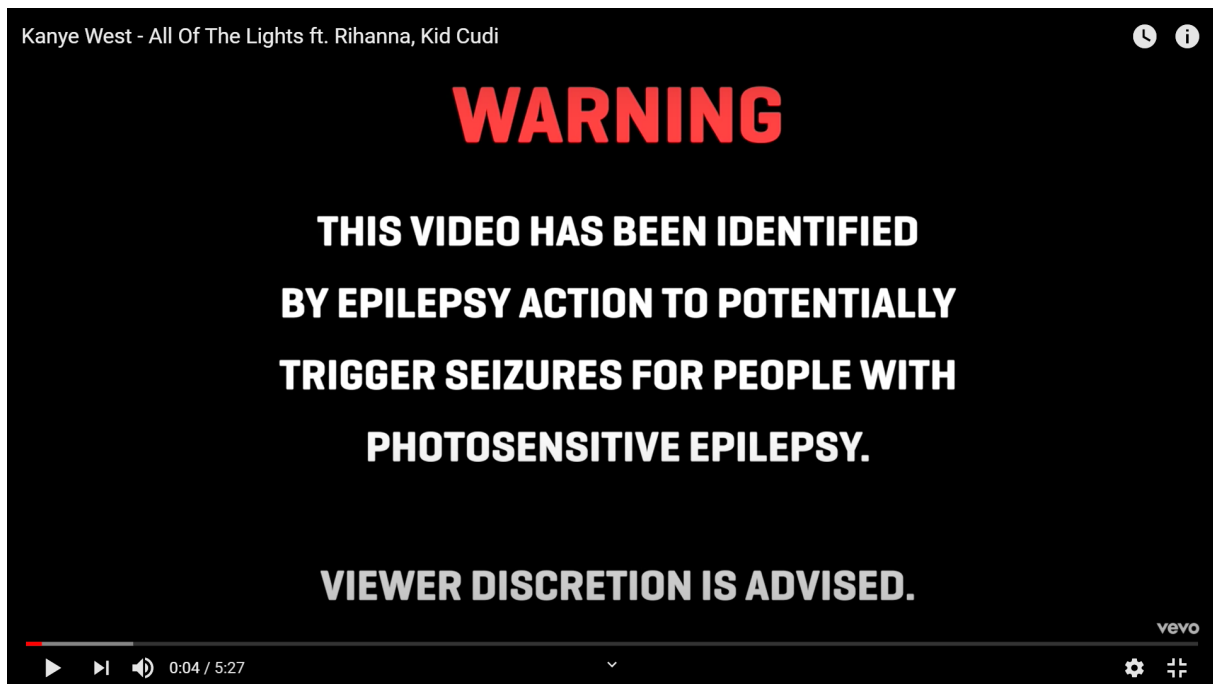 Kanye West - All Of The Lights ft. Rihanna, Kid Cudi
WARNING
THIS VIDEO HAS BEEN IDENTIFIED
BY EPILEPSY ACTION TO POTENTIALLY
TRIGGER SEIZURES FOR PEOPLE WITH
PHOTOSENSITIVE EPILEPSY.
VIEWER DISCRETION IS ADVISED.
vevo
0:04 / 5:27